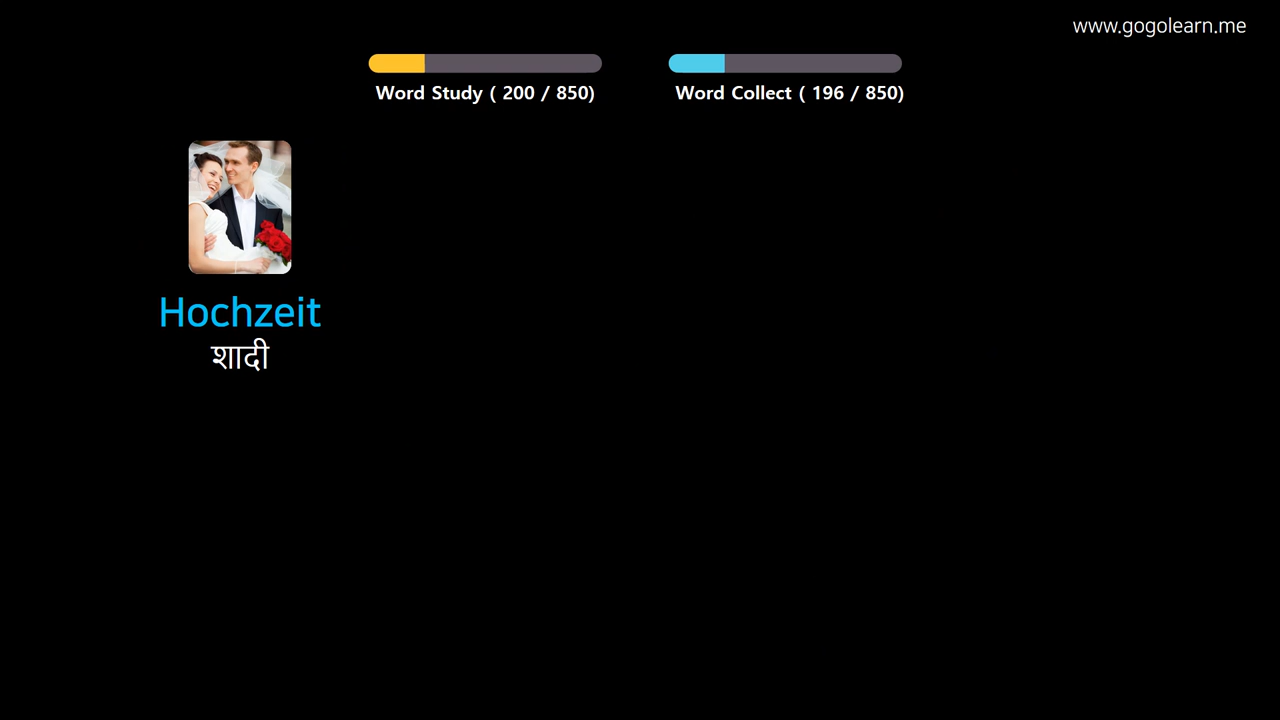 www.gogolearn.me
Word Study ( 200 / 850)
Word Collect ( 196 / 850)
Hochzeit
शादी